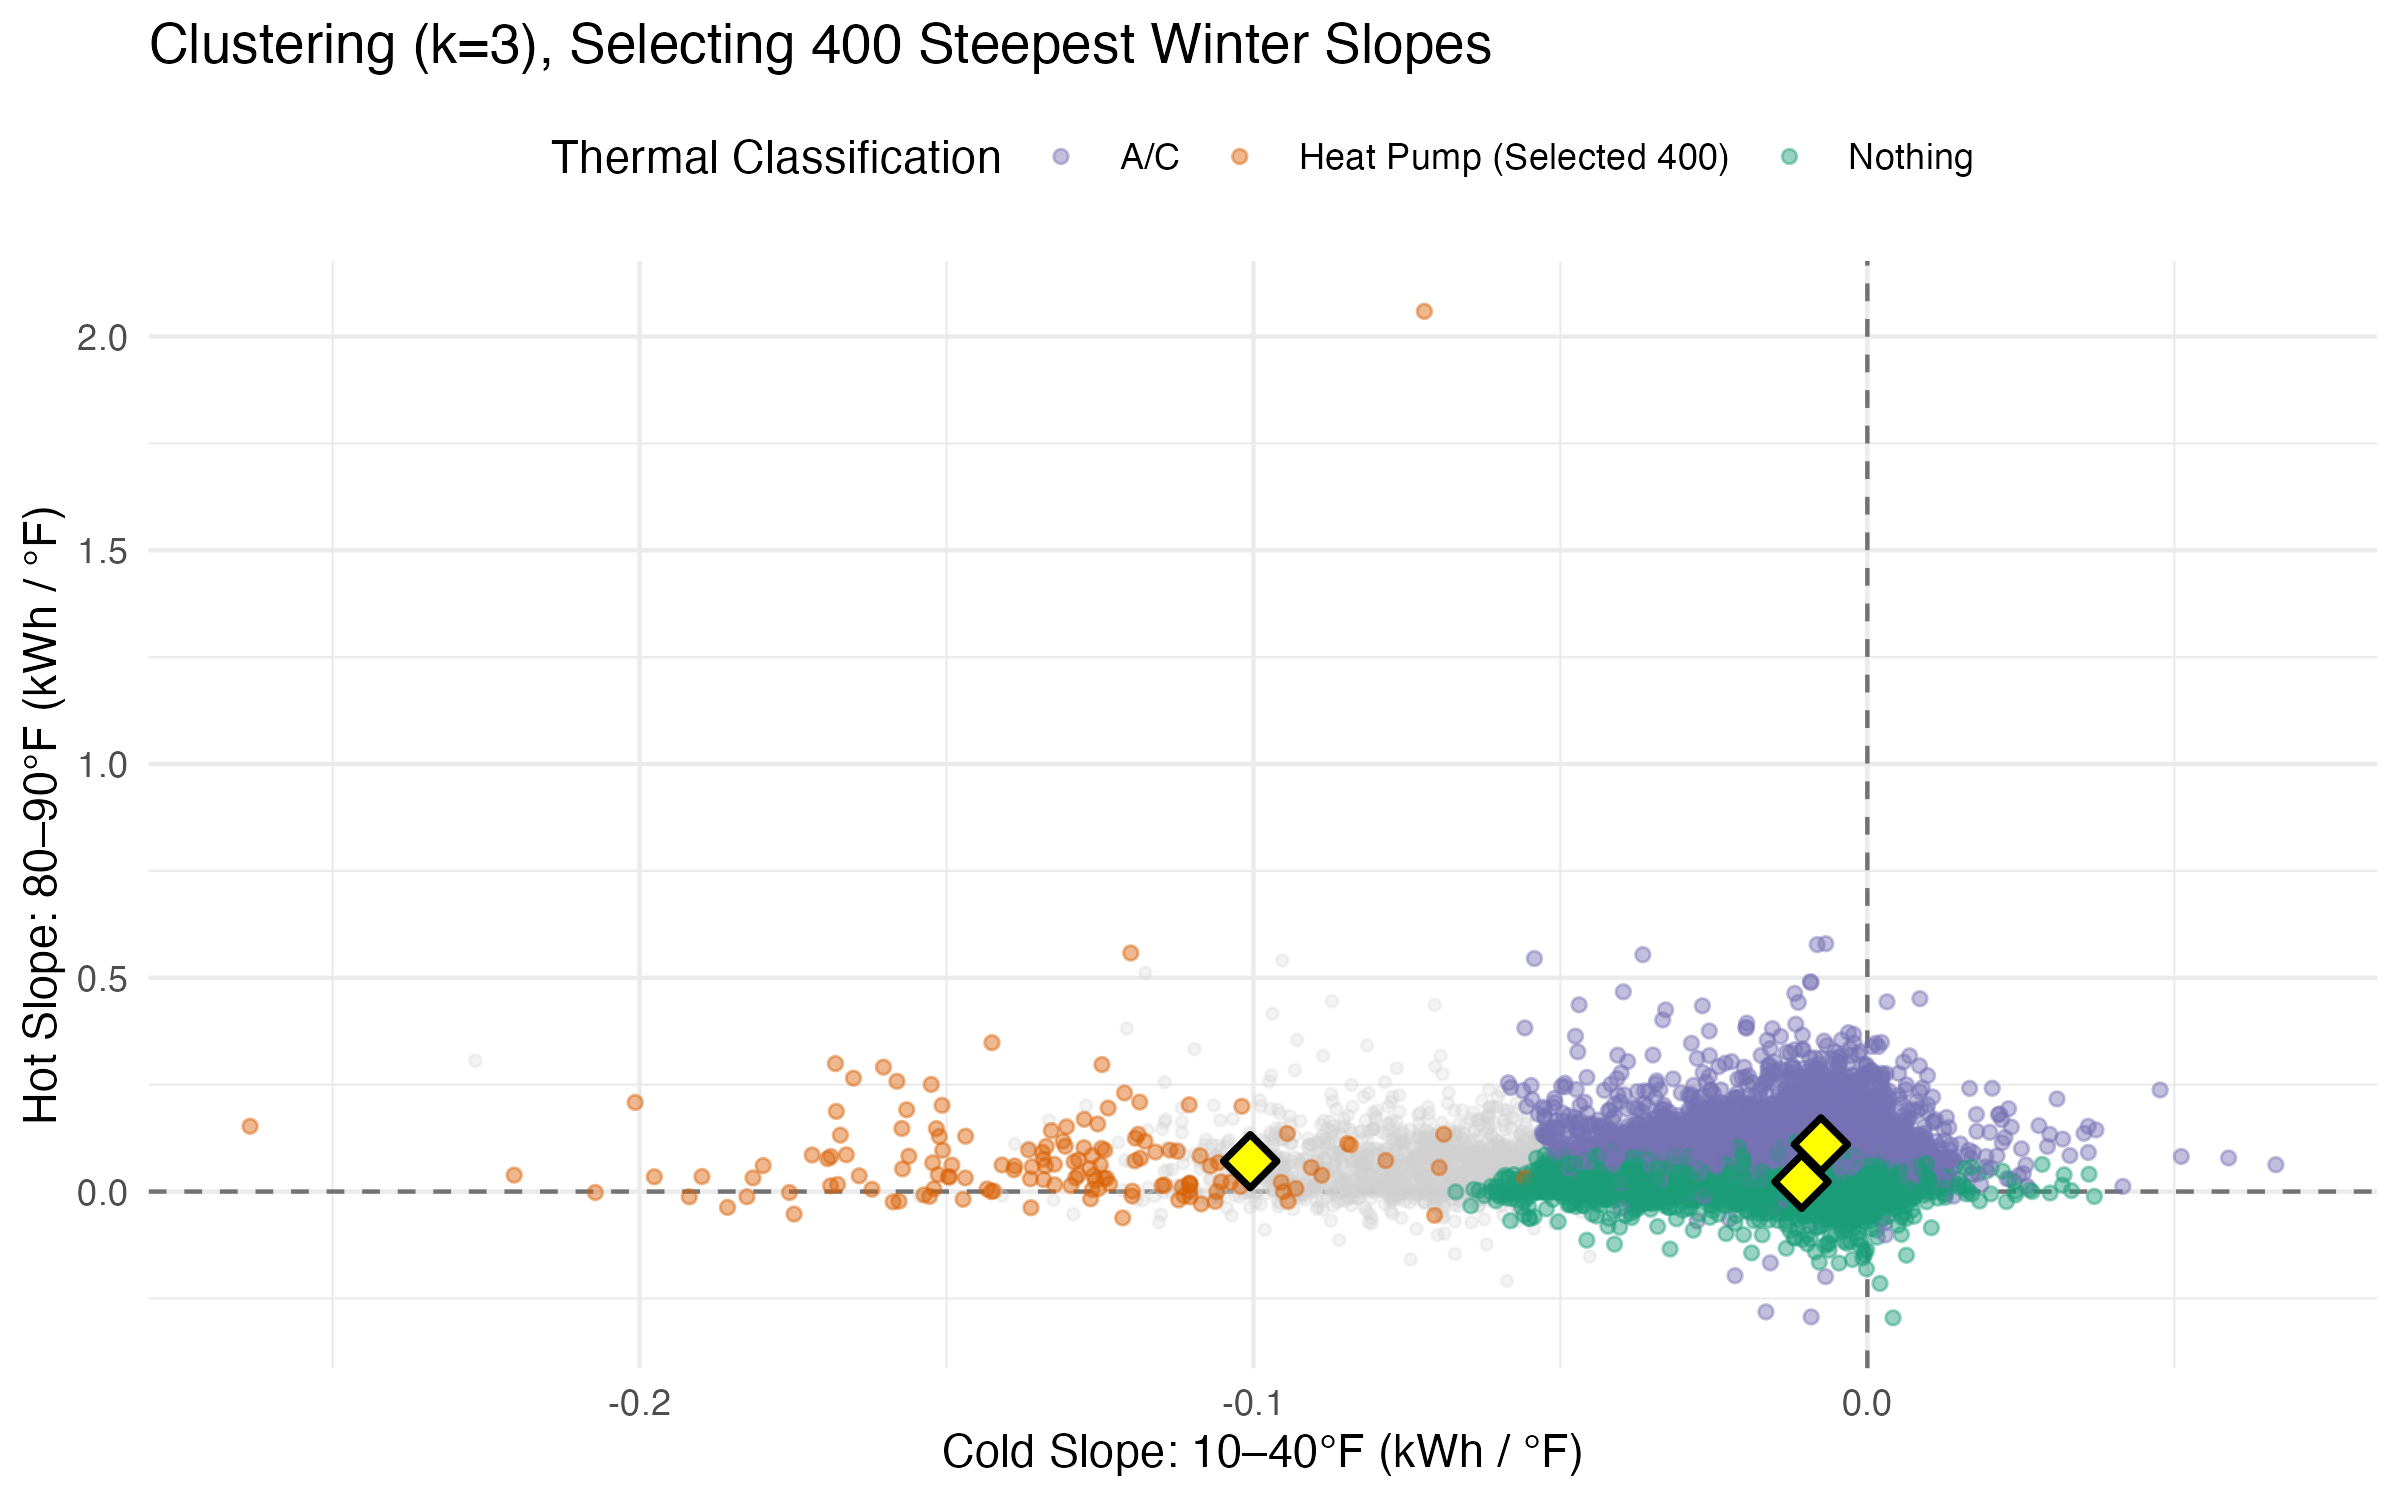 Clustering (k=3), Selecting 400 Steepest Winter Slopes
Thermal Classification A/C Heat Pump (Selected 400) Nothing
Hot Slope: 80–90°F (kWh / °F)
2.0
1.5
1.0
0.5
0.0
-0.2 -0.1 0.0
Cold Slope: 10–40°F (kWh / °F)